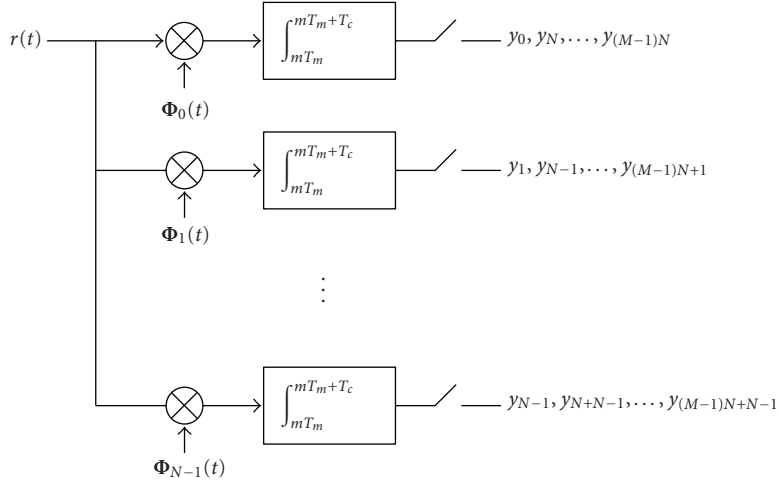 r(t)
∫_{mT_m}^{mT_m+T_c}
y_0, y_N, . . . , y_{(M−1)N}
Φ_0(t)
∫_{mT_m}^{mT_m+T_c}
y_1, y_{N−1}, . . . , y_{(M−1)N+1}
Φ_1(t)
⋮
∫_{mT_m}^{mT_m+T_c}
y_{N−1}, y_{N+N−1}, . . . , y_{(M−1)N+N−1}
Φ_{N−1}(t)